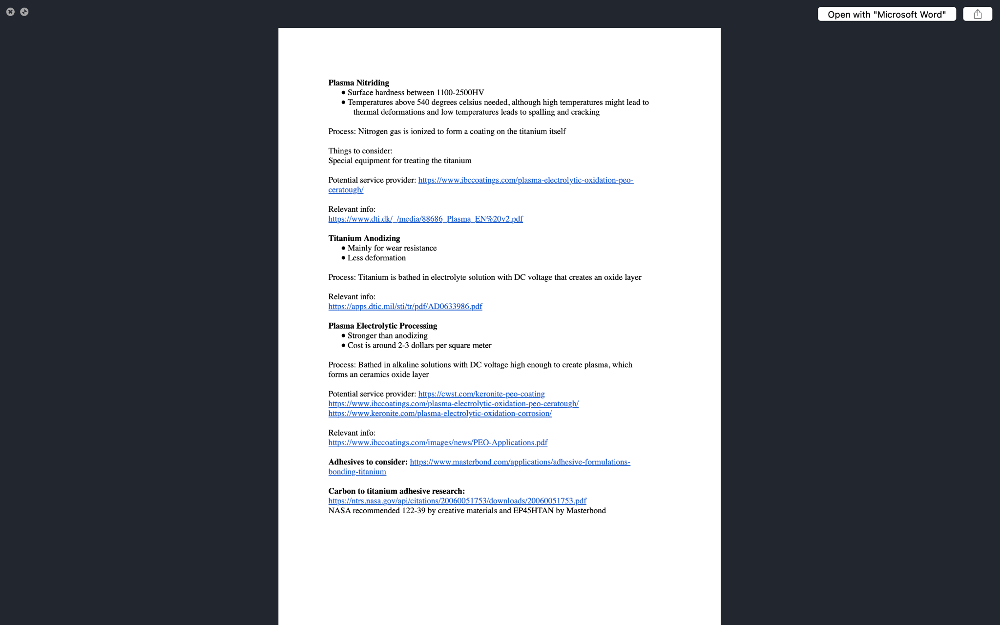 Open with "Microsoft Word"
Plasma Nitriding
● Surface hardness between 1100-2500HV
● Temperatures above 540 degrees celsius needed, although high temperatures might lead to
thermal deformations and low temperatures leads to spalling and cracking
Process: Nitrogen gas is ionized to form a coating on the titanium itself
Things to consider:
Special equipment for treating the titanium
Potential service provider: https://www.ibccoatings.com/plasma-electrolytic-oxidation-peo-
ceratough/
Relevant info:
https://www.dti.dk/_/media/88686_Plasma_EN%20v2.pdf
Titanium Anodizing
● Mainly for wear resistance
● Less deformation
Process: Titanium is bathed in electrolyte solution with DC voltage that creates an oxide layer
Relevant info:
https://apps.dtic.mil/sti/tr/pdf/AD0633986.pdf
Plasma Electrolytic Processing
● Stronger than anodizing
● Cost is around 2-3 dollars per square meter
Process: Bathed in alkaline solutions with DC voltage high enough to create plasma, which
forms an ceramics oxide layer
Potential service provider: https://cwst.com/keronite-peo-coating
https://www.ibccoatings.com/plasma-electrolytic-oxidation-peo-ceratough/
https://www.keronite.com/plasma-electrolytic-oxidation-corrosion/
Relevant info:
https://www.ibccoatings.com/images/news/PEO-Applications.pdf
Adhesives to consider: https://www.masterbond.com/applications/adhesive-formulations-
bonding-titanium
Carbon to titanium adhesive research:
https://ntrs.nasa.gov/api/citations/20060051753/downloads/20060051753.pdf
NASA recommended 122-39 by creative materials and EP45HTAN by Masterbond